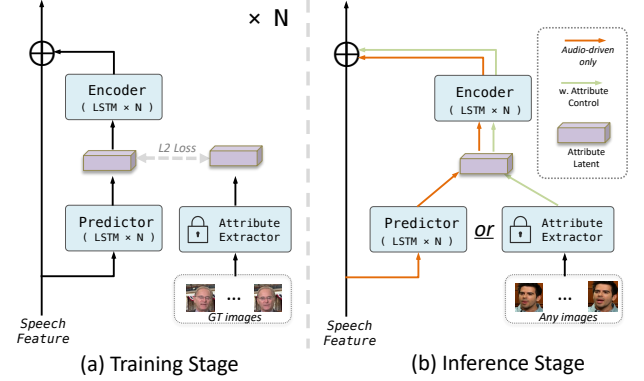 × N
Encoder
( LSTM × N )
L2 Loss
Predictor
( LSTM × N )
Attribute
Extractor
...
GT images
Speech
Feature
(a) Training Stage
Audio-driven
only
w. Attribute
Control
Attribute
Latent
Encoder
( LSTM × N )
Predictor
( LSTM × N )
or
Attribute
Extractor
...
Any images
Speech
Feature
(b) Inference Stage